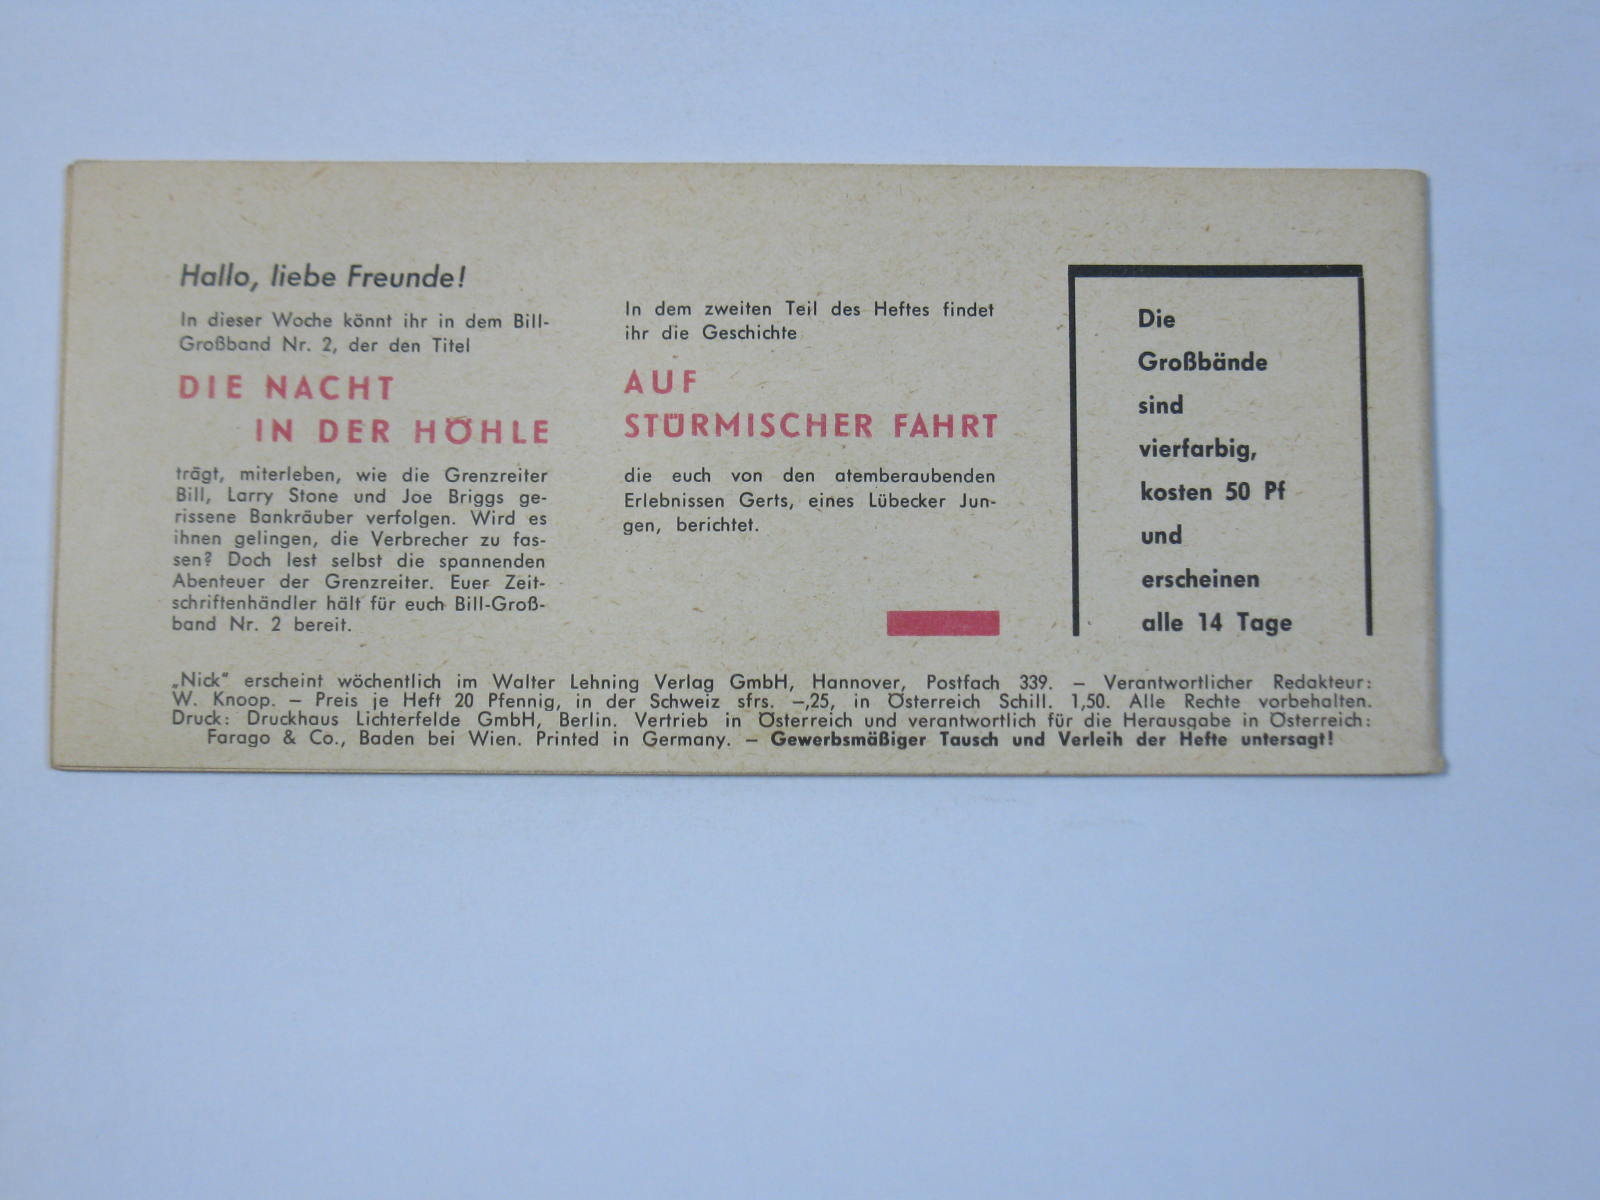 Hallo, liebe Freunde!
In dieser Woche könnt ihr in dem Bill-
Großband Nr. 2, der den Titel
DIE NACHT
IN DER HÖHLE
trägt, miterleben, wie die Grenzreiter
Bill, Larry Stone und Joe Briggs ge-
rissene Bankräuber verfolgen. Wird es
ihnen gelingen, die Verbrecher zu fas-
sen? Doch lest selbst die spannenden
Abenteuer der Grenzreiter. Euer Zeit-
schriftenhändler hält für euch Bill-Groß-
band Nr. 2 bereit.
In dem zweiten Teil des Heftes findet
ihr die Geschichte
AUF
STÜRMISCHER FAHRT
die euch von den atemberaubenden
Erlebnissen Gerts, eines Lübecker Jun-
gen, berichtet.
Die
Großbände
sind
vierfarbig,
kosten 50 Pf
und
erscheinen
alle 14 Tage
„Nick" erscheint wöchentlich im Walter Lehning Verlag GmbH, Hannover, Postfach 339. — Verantwortlicher Redakteur:
W. Knoop. — Preis je Heft 20 Pfennig, in der Schweiz sfrs. —,25, in Österreich Schill. 1,50. Alle Rechte vorbehalten.
Druck: Druckhaus Lichterfelde GmbH, Berlin. Vertrieb in Österreich und verantwortlich für die Herausgabe in Österreich:
Farago & Co., Baden bei Wien. Printed in Germany. — Gewerbsmäßiger Tausch und Verleih der Hefte untersagt!